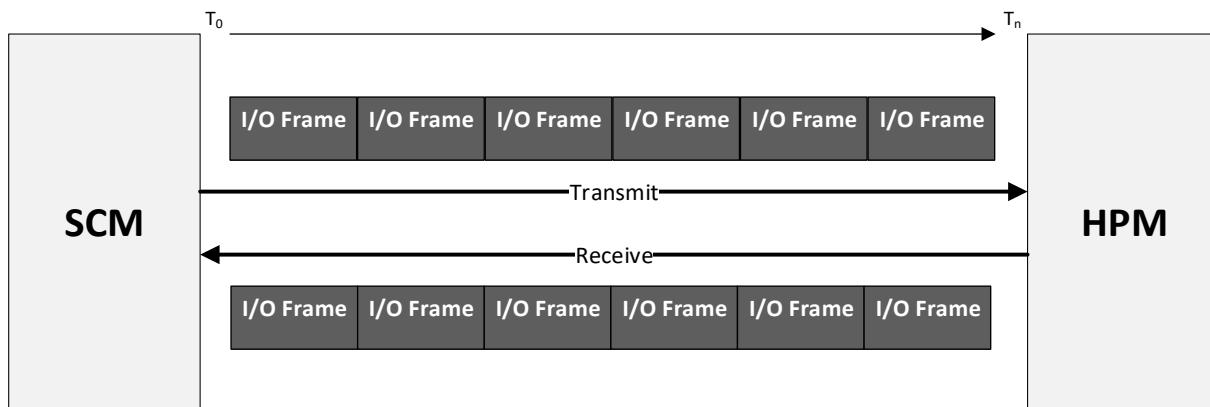 T0 Tn
I/O Frame I/O Frame I/O Frame I/O Frame I/O Frame I/O Frame
Transmit
SCM HPM
Receive
I/O Frame I/O Frame I/O Frame I/O Frame I/O Frame I/O Frame